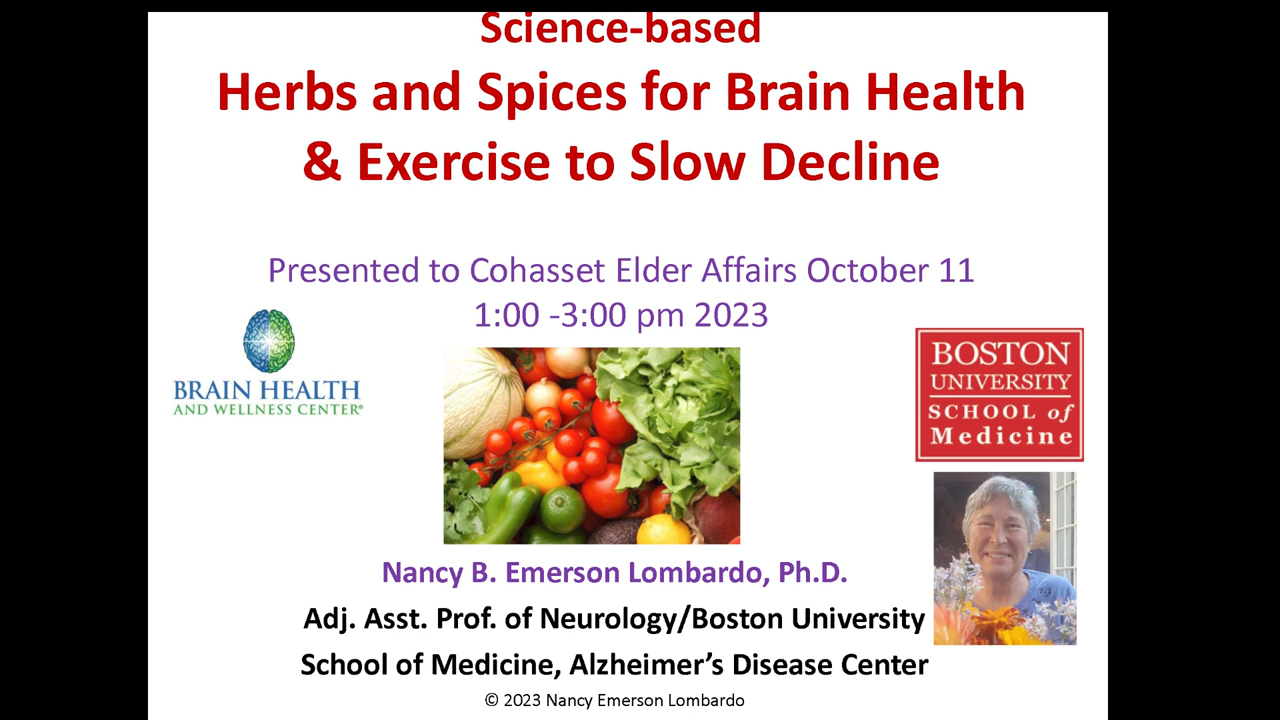 Science-based
Herbs and Spices for Brain Health
& Exercise to Slow Decline
Presented to Cohasset Elder Affairs October 11
1:00 -3:00 pm 2023
BRAIN HEALTH
AND WELLNESS CENTER®
BOSTON
UNIVERSITY
SCHOOL of
Medicine
Nancy B. Emerson Lombardo, Ph.D.
Adj. Asst. Prof. of Neurology/Boston University
School of Medicine, Alzheimer’s Disease Center
© 2023 Nancy Emerson Lombardo